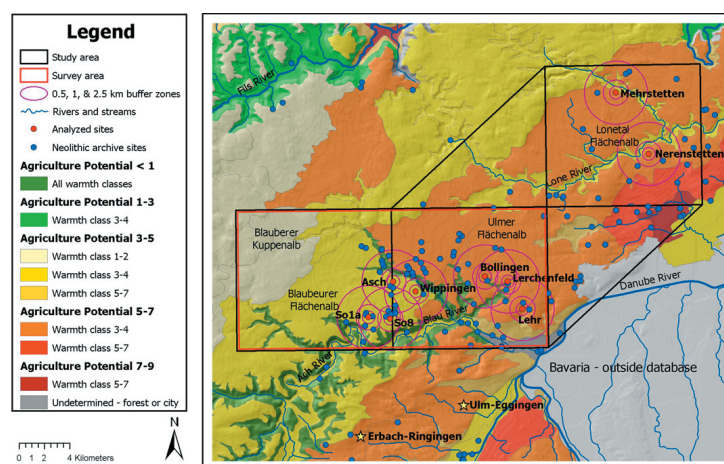 Legend
Study area
Survey area
0.5, 1, & 2.5 km buffer zones
Rivers and streams
Analyzed sites
Neolithic archive sites
Agriculture Potential < 1
All warmth classes
Agriculture Potential 1-3
Warmth class 3-4
Agriculture Potential 3-5
Warmth class 1-2
Warmth class 3-4
Warmth class 5-7
Agriculture Potential 5-7
Warmth class 3-4
Warmth class 5-7
Agriculture Potential 7-9
Warmth class 5-7
Undetermined - forest or city
N
0 1 2 4 Kilometers
Fils River
Mehrstetten
Lonetal
Flächenalb
Nerenstetten
Lone River
Blauberer
Kuppenalb
Ulmer
Flächenalb
Asch
Bollingen
Lerchenfeld
Wippingen
Blaubeurer
Flächenalb
Danube River
So1a
So8
Blau River
Lehr
Ach River
Bavaria - outside database
Ulm-Eggingen
Erbach-Ringingen